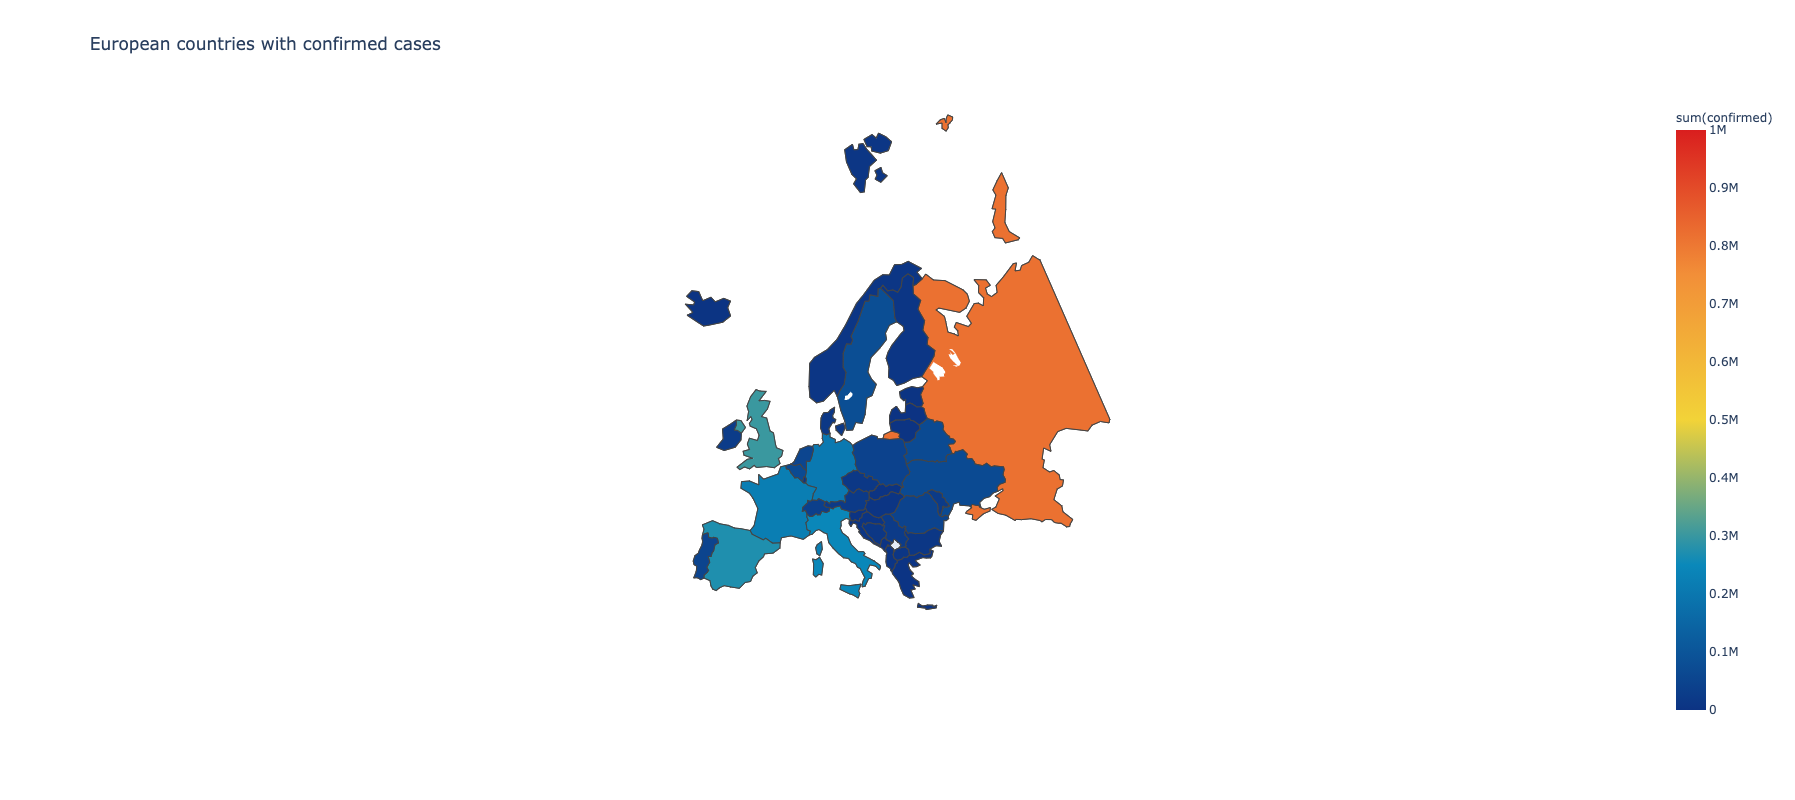 European countries with confirmed cases
sum(confirmed)
1M
0.9M
0.8M
0.7M
0.6M
0.5M
0.4M
0.3M
0.2M
0.1M
0